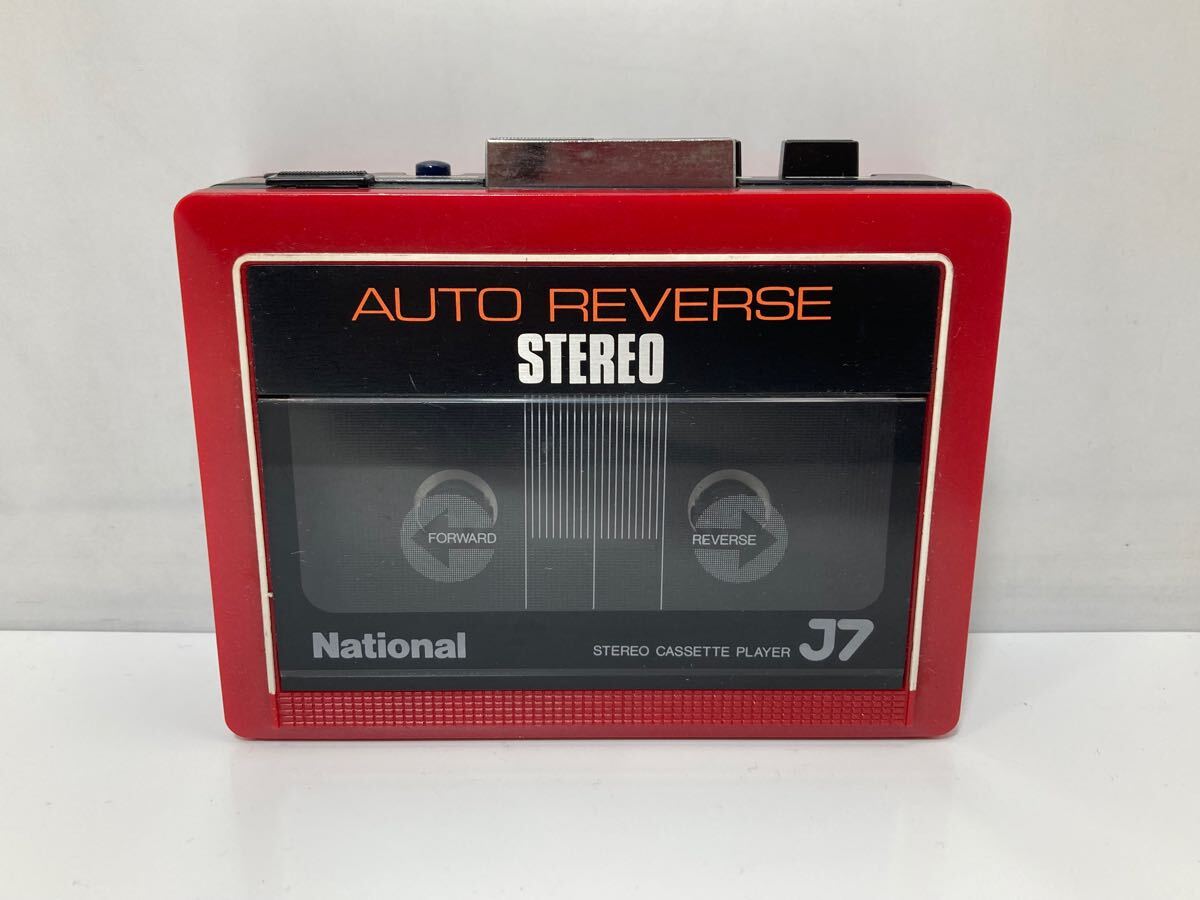 AUTO REVERSE
STEREO
FORWARD
REVERSE
National
STEREO CASSETTE PLAYER J7